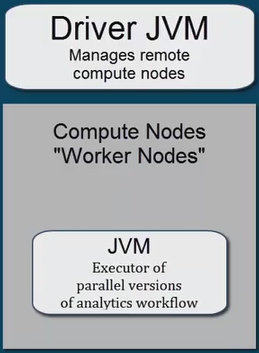 Driver JVM
Manages remote
compute nodes
Compute Nodes
"Worker Nodes"
JVM
Executor of
parallel versions
of analytics workflow